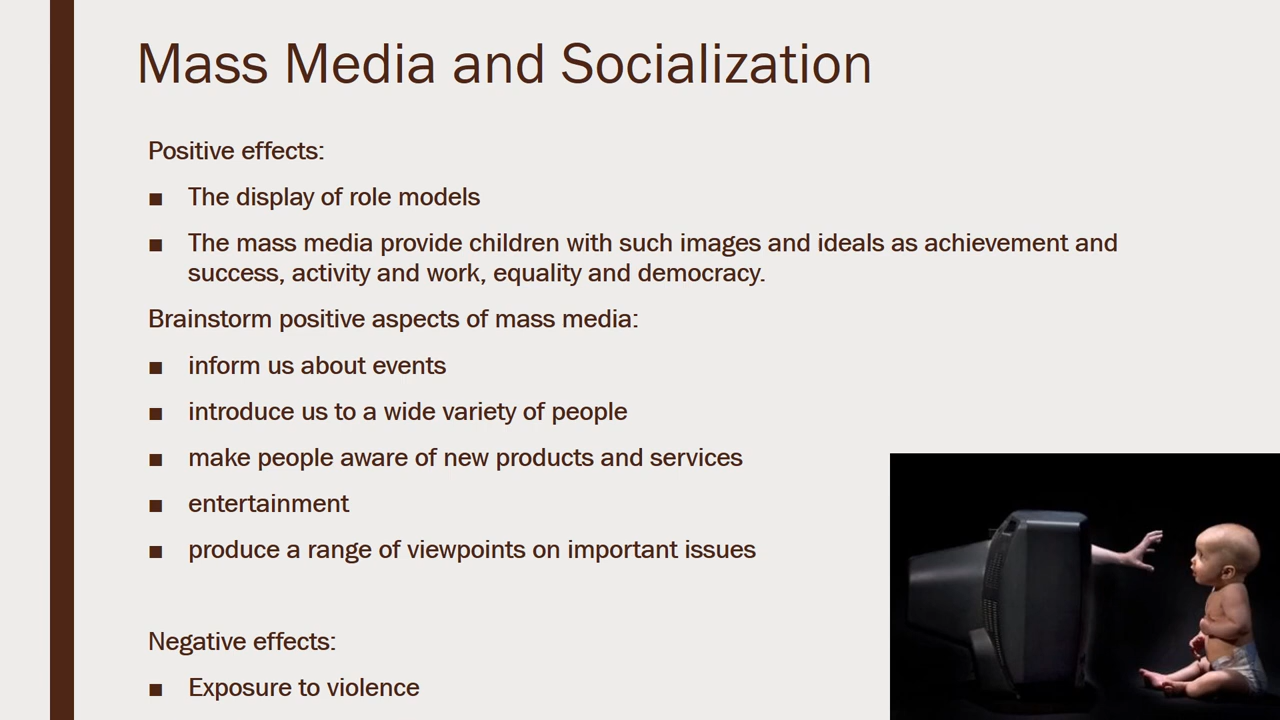 Mass Media and Socialization
Positive effects:
■ The display of role models
■ The mass media provide children with such images and ideals as achievement and
success, activity and work, equality and democracy.
Brainstorm positive aspects of mass media:
■ inform us about events
■ introduce us to a wide variety of people
■ make people aware of new products and services
■ entertainment
■ produce a range of viewpoints on important issues
Negative effects:
■ Exposure to violence